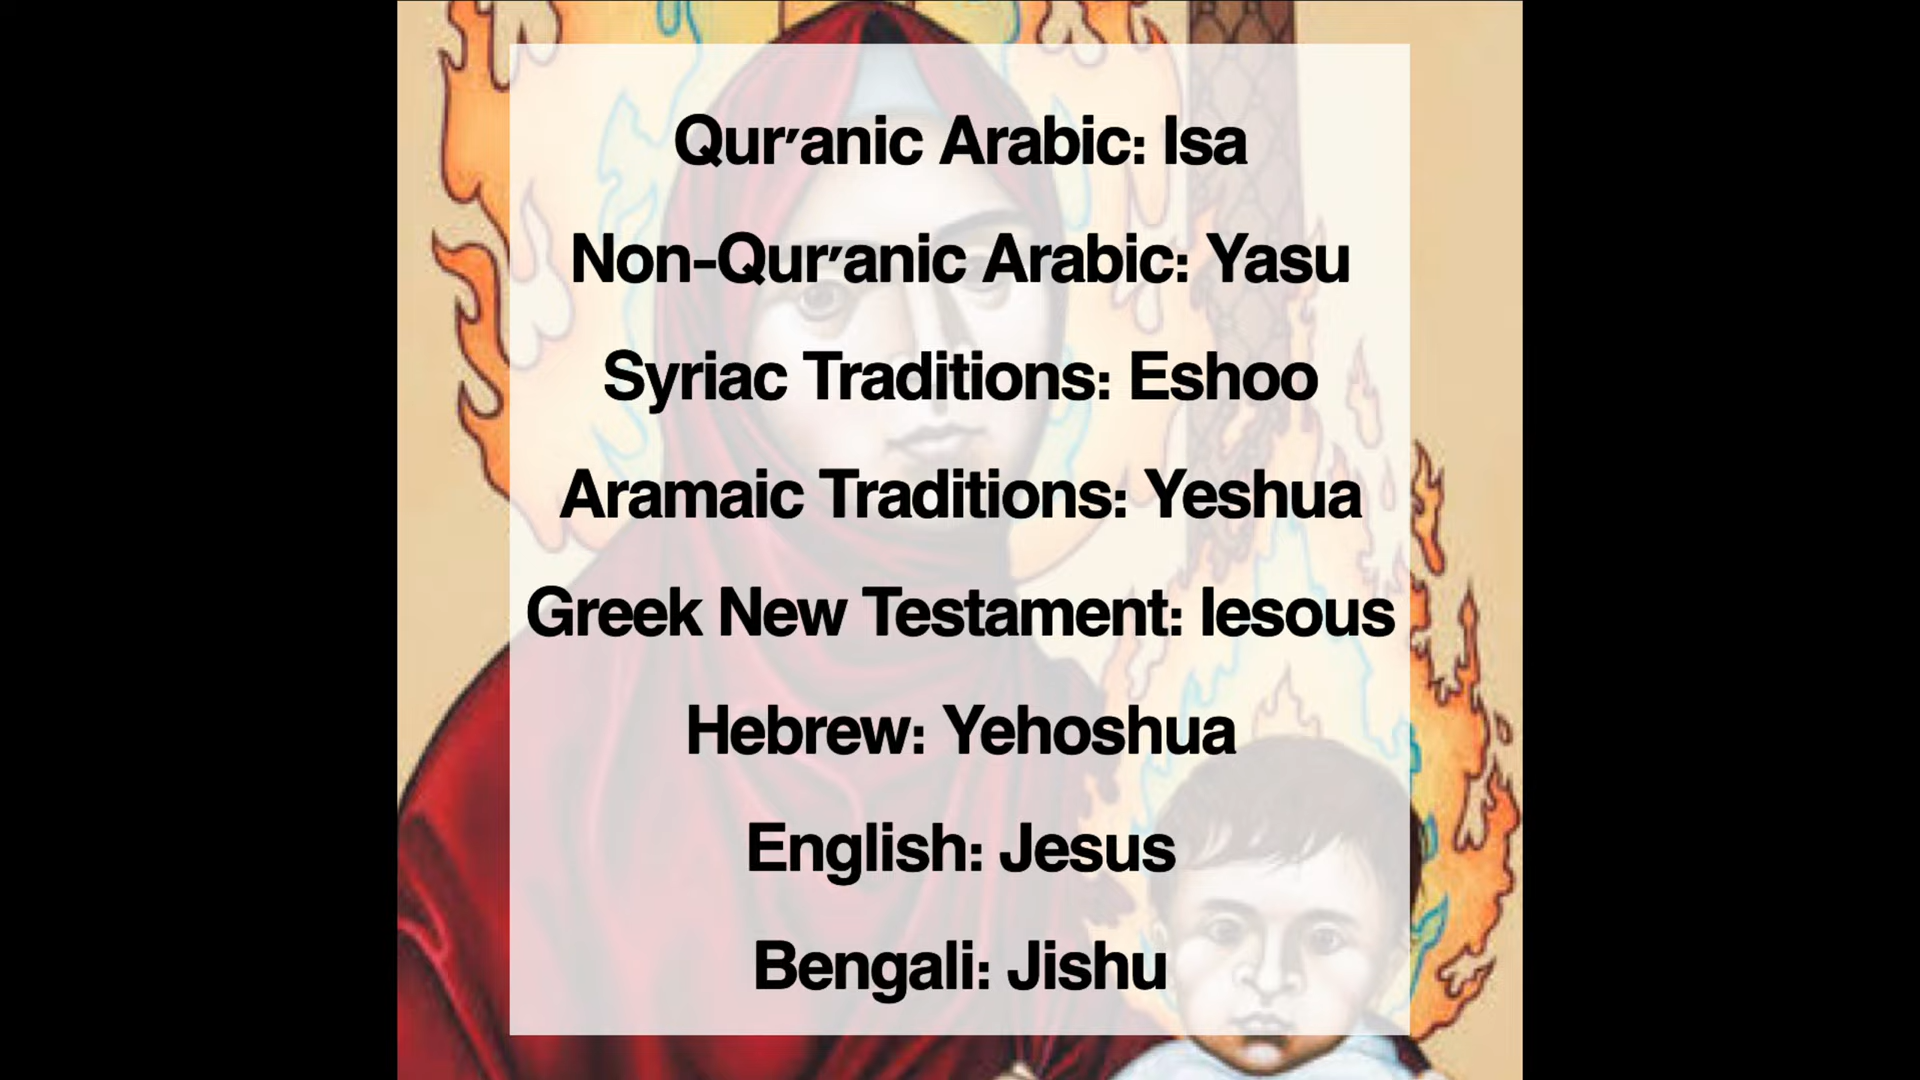 Qur'anic Arabic: Isa
Non-Qur'anic Arabic: Yasu
Syriac Traditions: Eshoo
Aramaic Traditions: Yeshua
Greek New Testament: Iesous
Hebrew: Yehoshua
English: Jesus
Bengali: Jishu